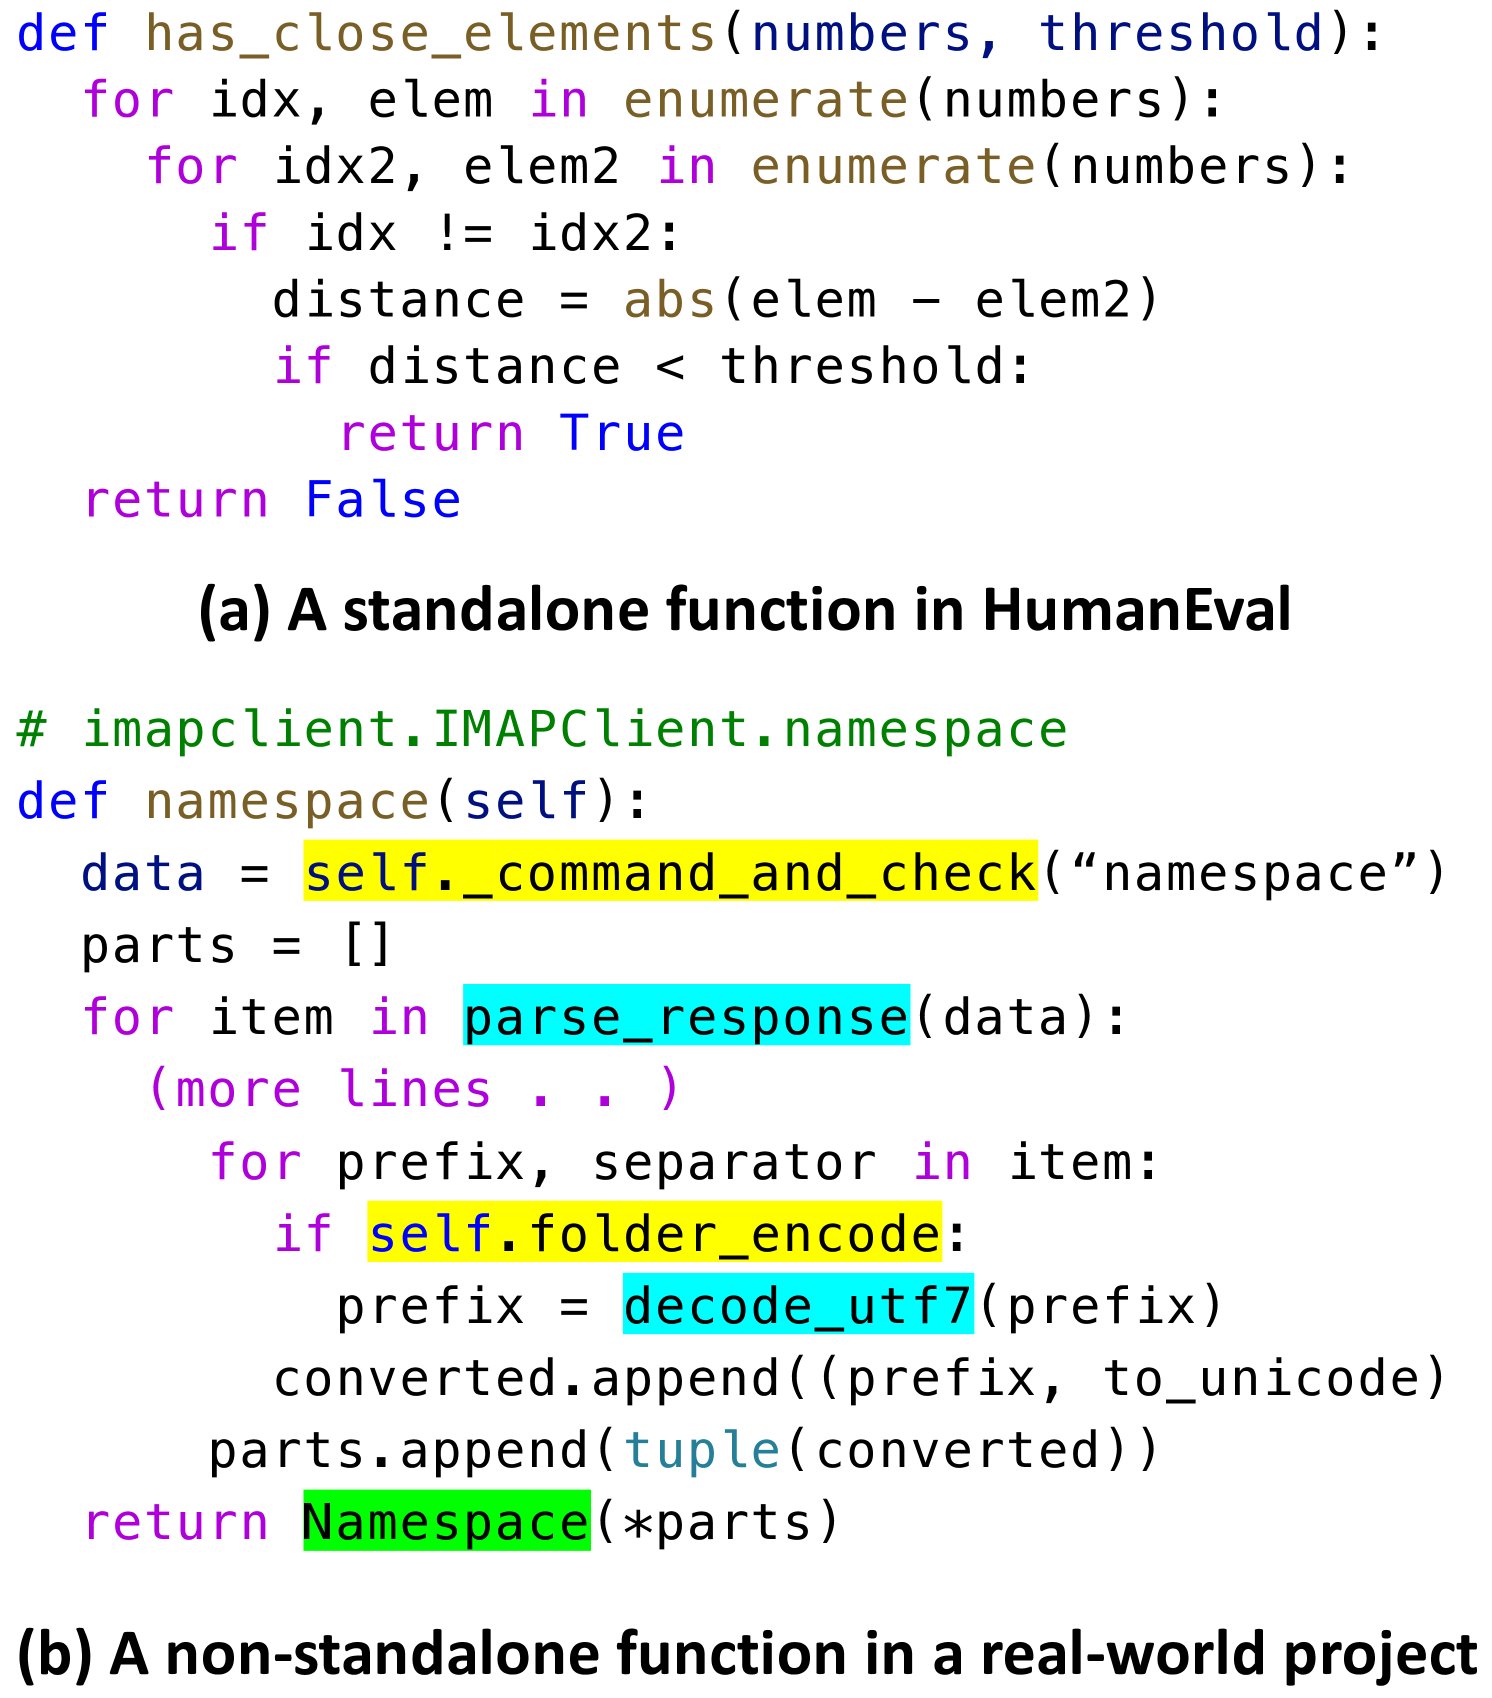 def has_close_elements(numbers, threshold):
  for idx, elem in enumerate(numbers):
    for idx2, elem2 in enumerate(numbers):
      if idx != idx2:
        distance = abs(elem − elem2)
        if distance < threshold:
          return True
  return False
(a) A standalone function in HumanEval
# imapclient.IMAPClient.namespace
def namespace(self):
  data = self._command_and_check(“namespace”)
  parts = []
  for item in parse_response(data):
    (more lines . . )
      for prefix, separator in item:
        if self.folder_encode:
          prefix = decode_utf7(prefix)
        converted.append((prefix, to_unicode)
      parts.append(tuple(converted))
  return Namespace(*parts)
(b) A non-standalone function in a real-world project